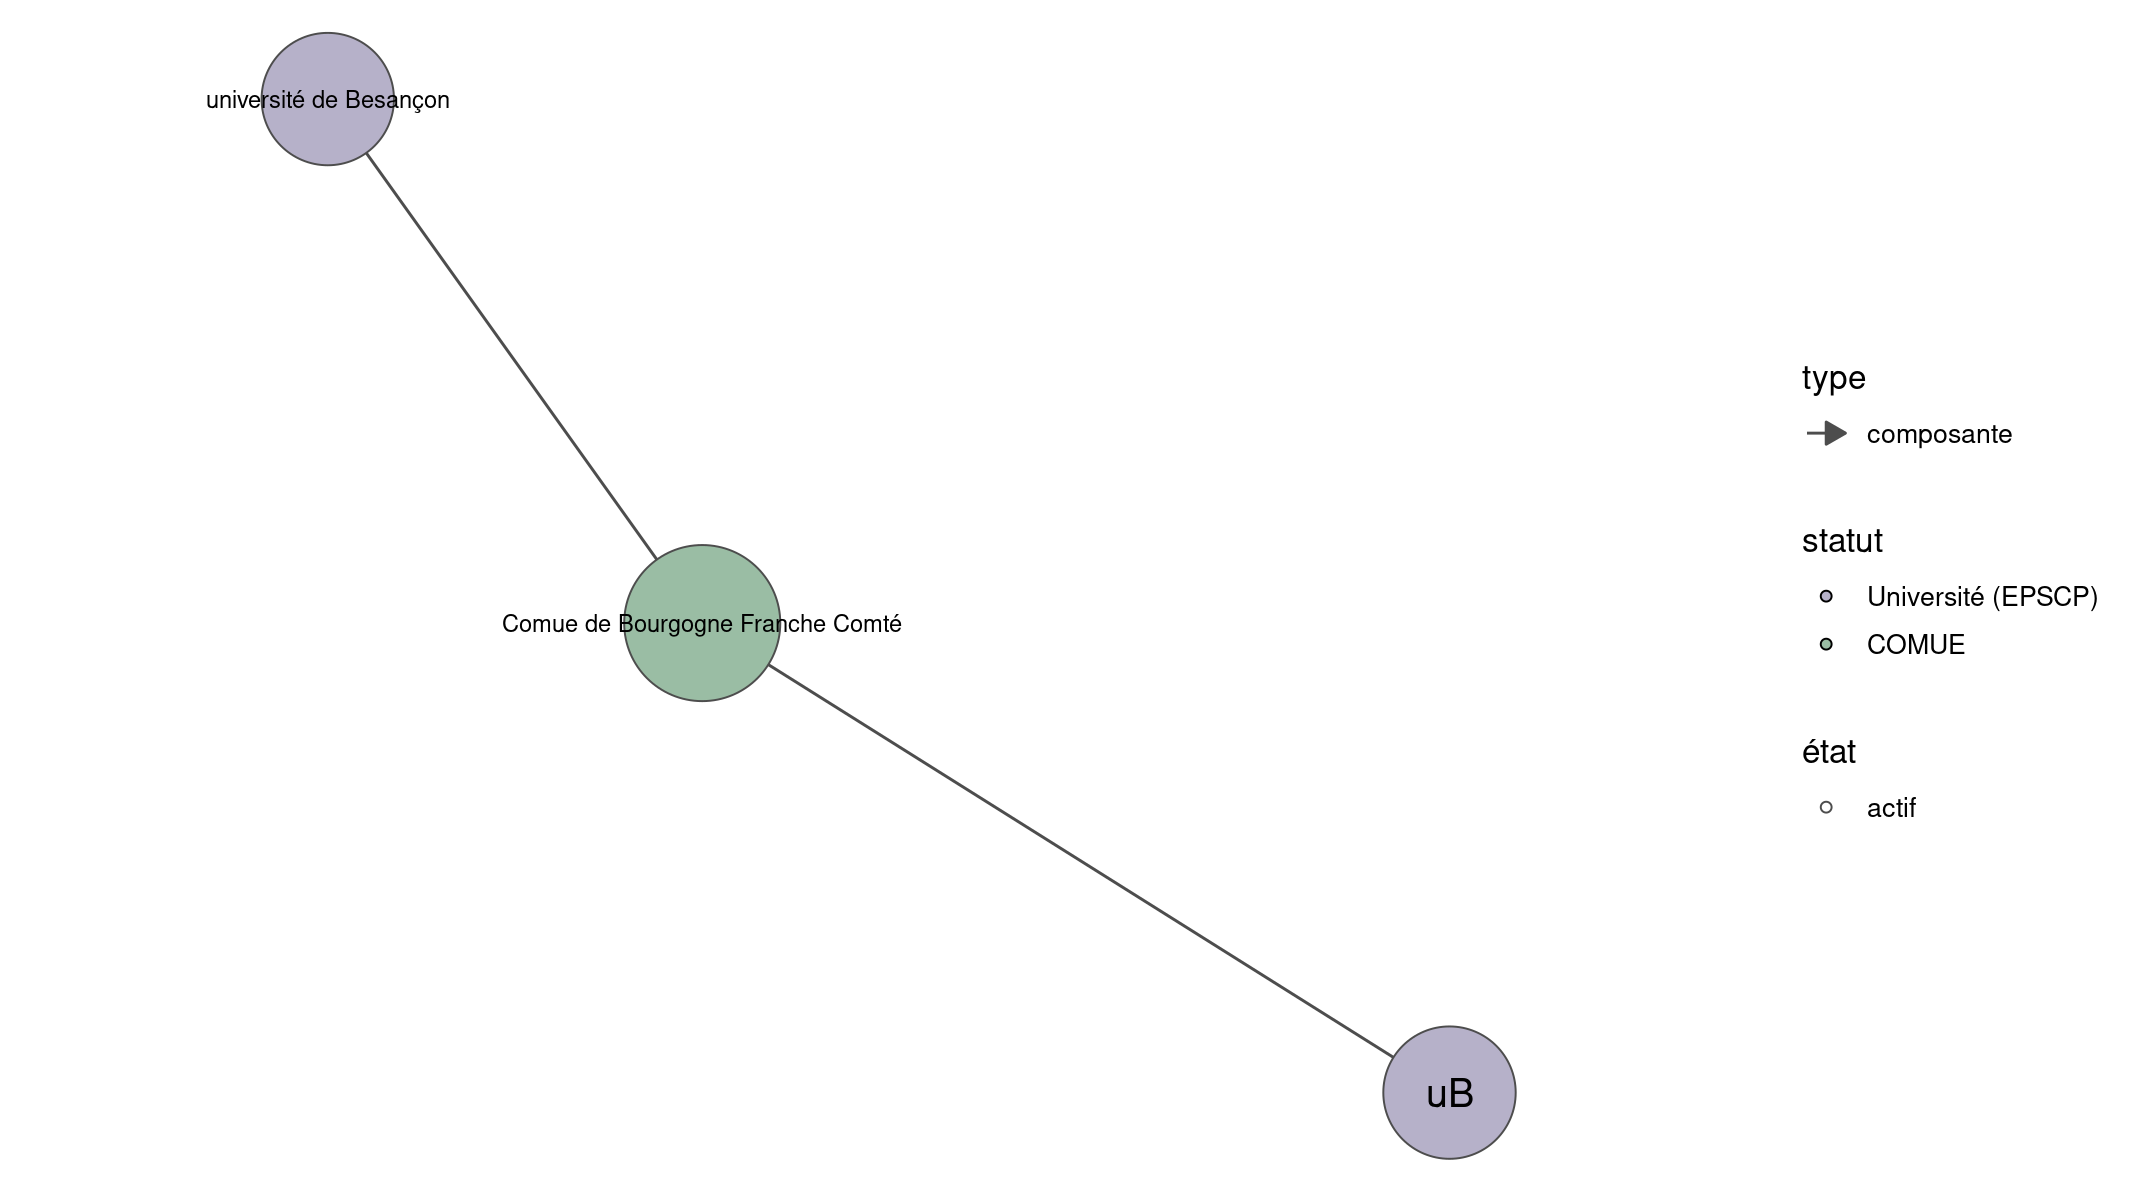 université de Besançon
Comue de Bourgogne Franche Comté
uB
type
composante
statut
Université (EPSCP)
COMUE
état
actif